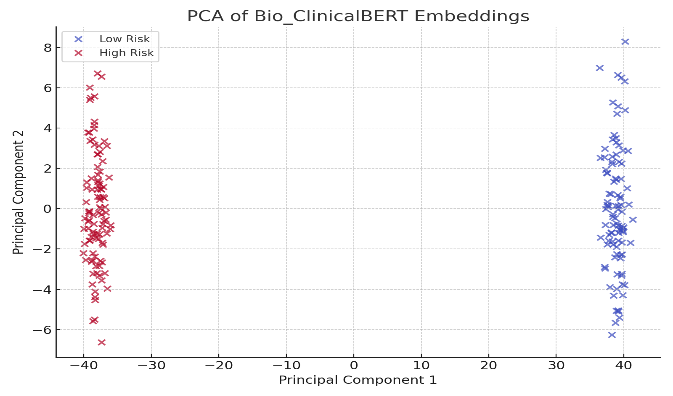 PCA of Bio_ClinicalBERT Embeddings
Low Risk
High Risk
Principal Component 2
8
6
4
2
0
−2
−4
−6
−40 −30 −20 −10 0 10 20 30 40
Principal Component 1